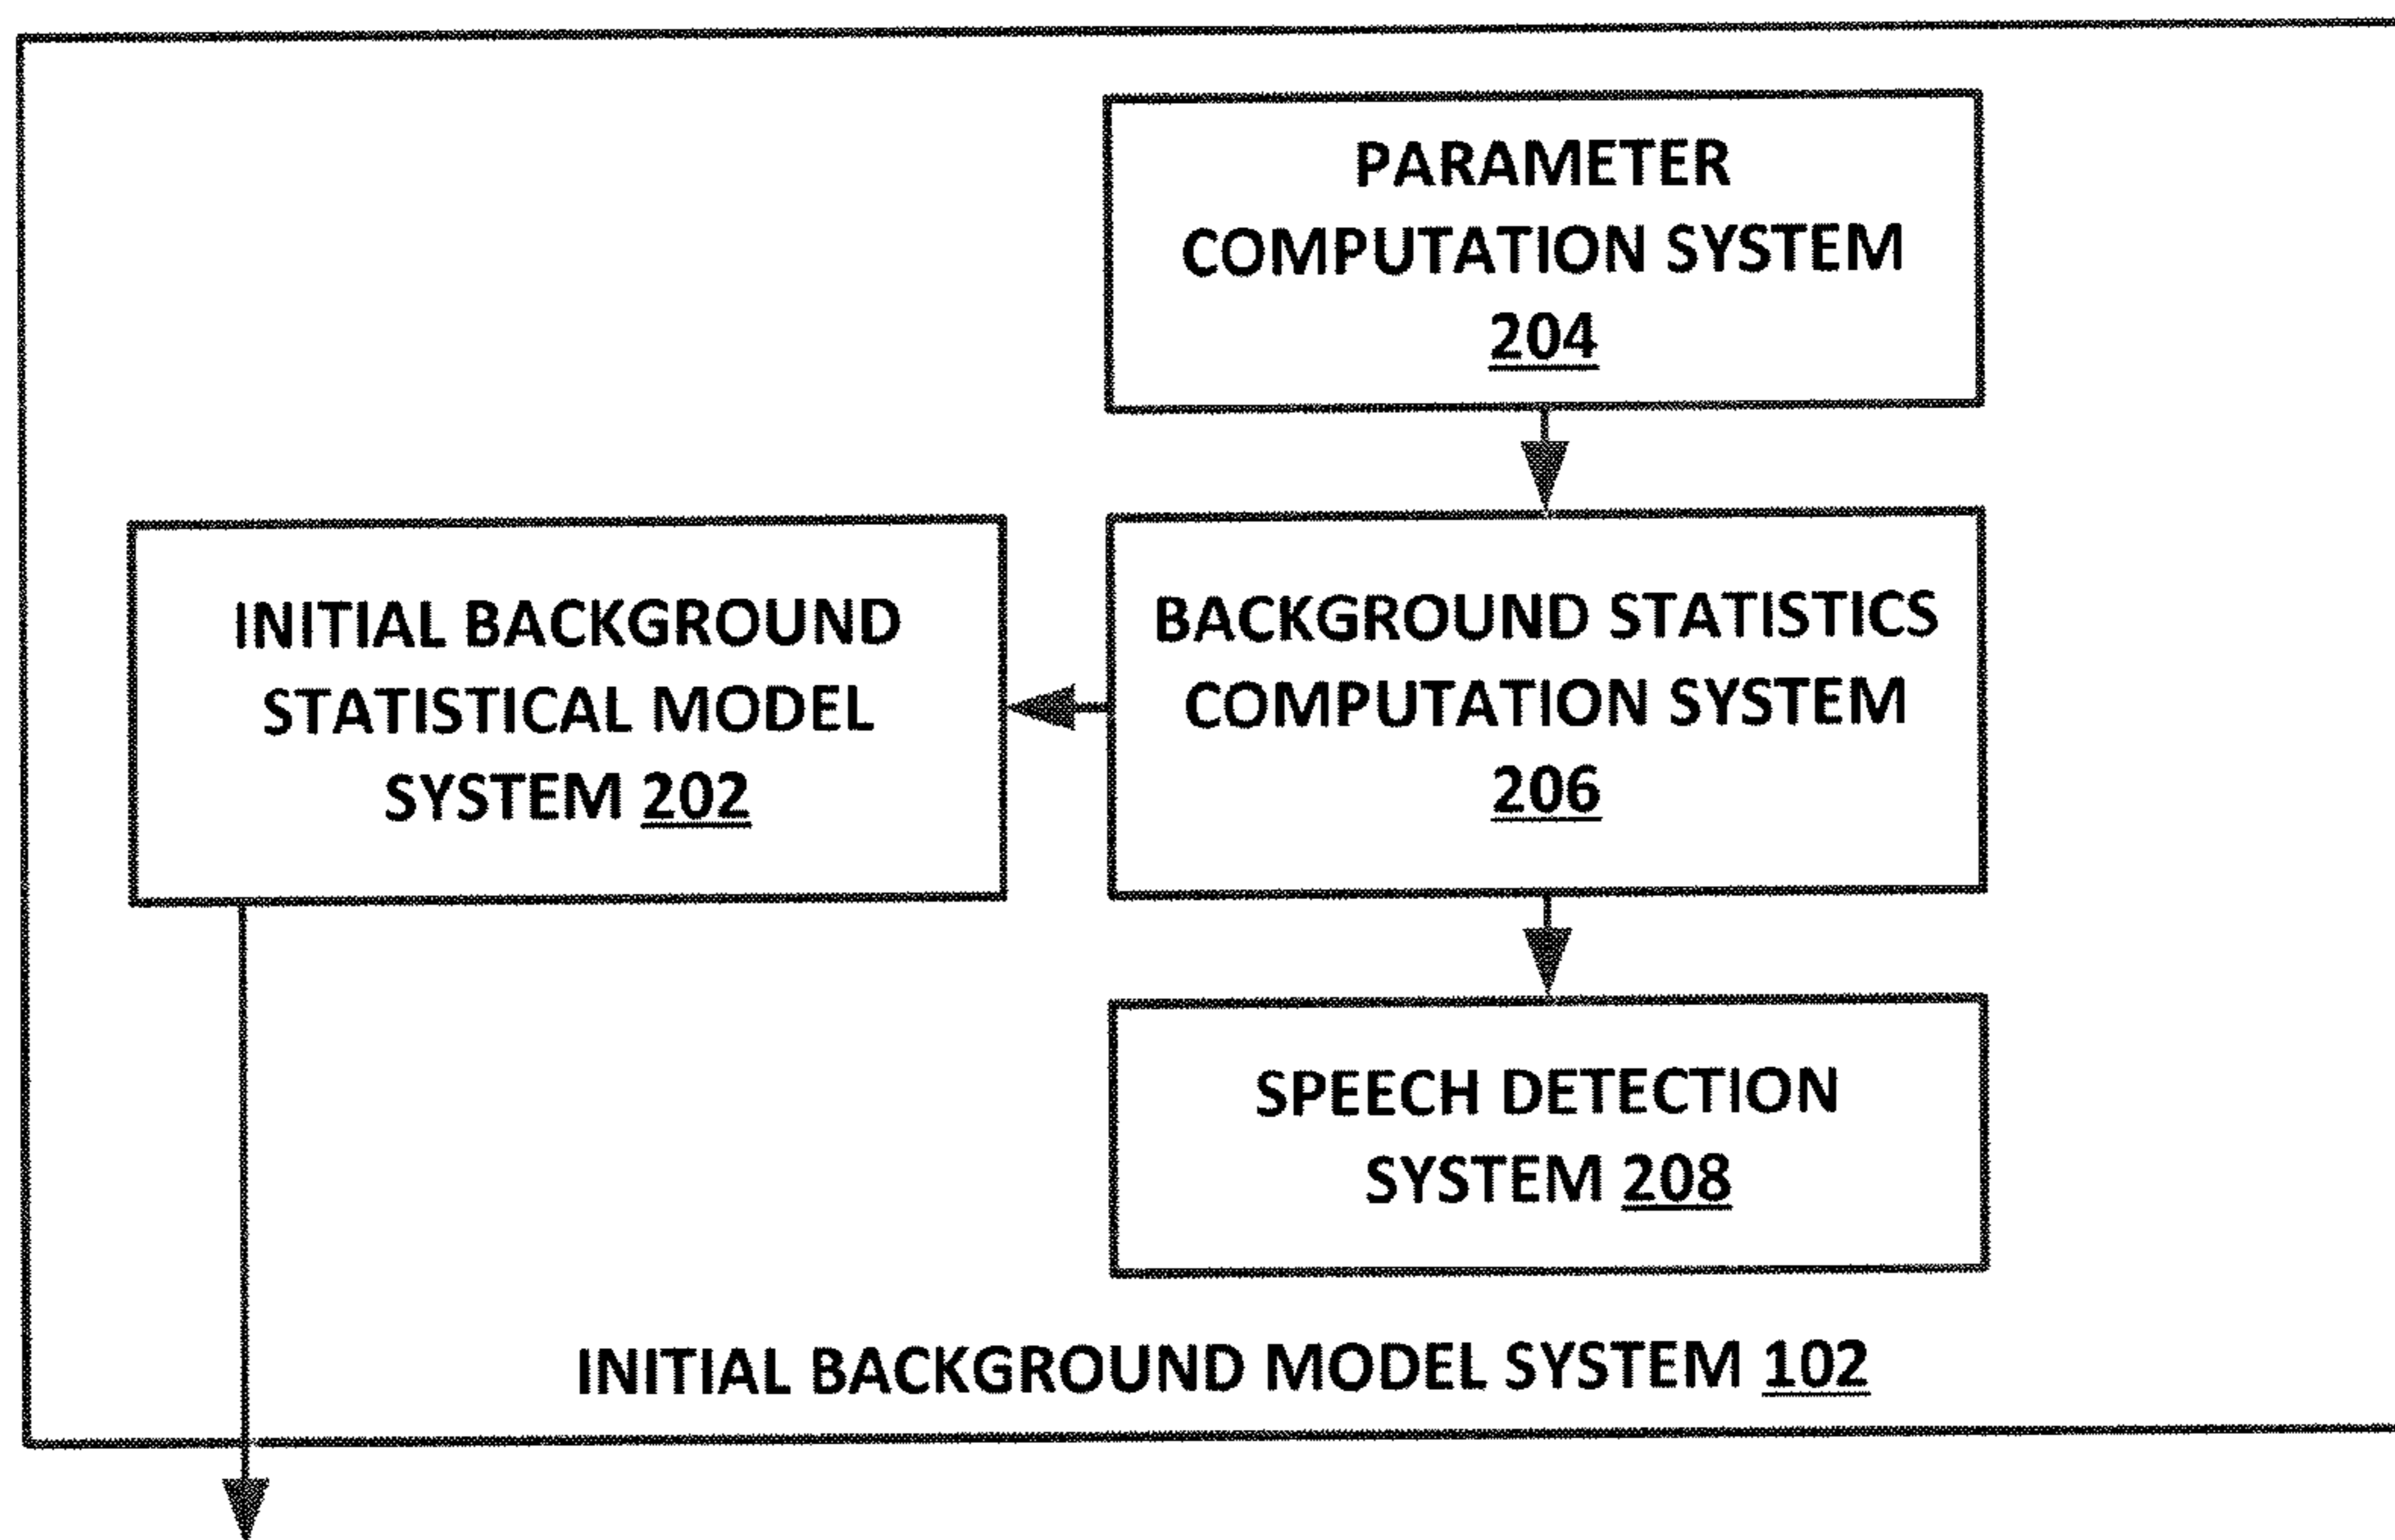 PARAMETER
COMPUTATION SYSTEM
204
INITIAL BACKGROUND
STATISTICAL MODEL
SYSTEM 202
BACKGROUND STATISTICS
COMPUTATION SYSTEM
206
SPEECH DETECTION
SYSTEM 208
INITIAL BACKGROUND MODEL SYSTEM 102